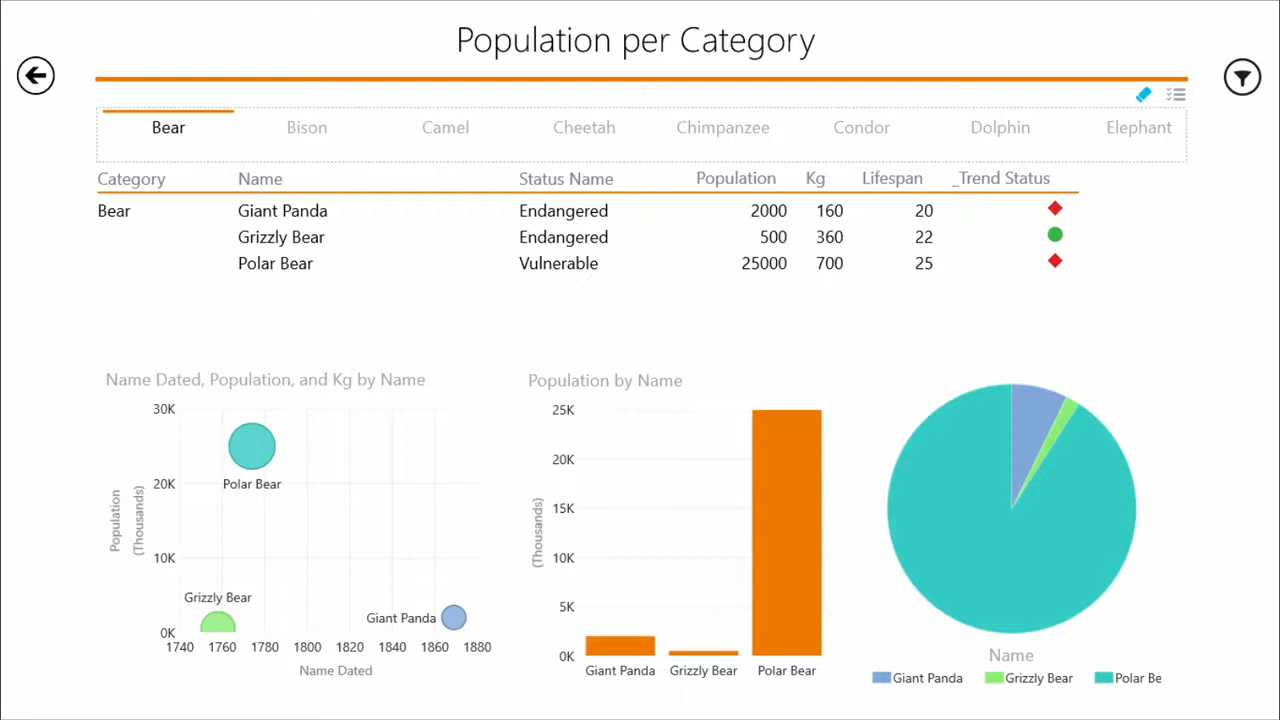 Population per Category
Bear Bison Camel Cheetah Chimpanzee Condor Dolphin Elephant
Category Name Status Name Population Kg Lifespan _Trend Status
Bear Giant Panda Endangered 2000 160 20
Grizzly Bear Endangered 500 360 22
Polar Bear Vulnerable 25000 700 25
Name Dated, Population, and Kg by Name
30K
20K
10K
0K
Population
(Thousands)
Polar Bear
Grizzly Bear
Giant Panda
1740 1760 1780 1800 1820 1840 1860 1880
Name Dated
Population by Name
25K
20K
15K
10K
5K
0K
(Thousands)
Giant Panda Grizzly Bear Polar Bear
Name
Giant Panda Grizzly Bear Polar Be